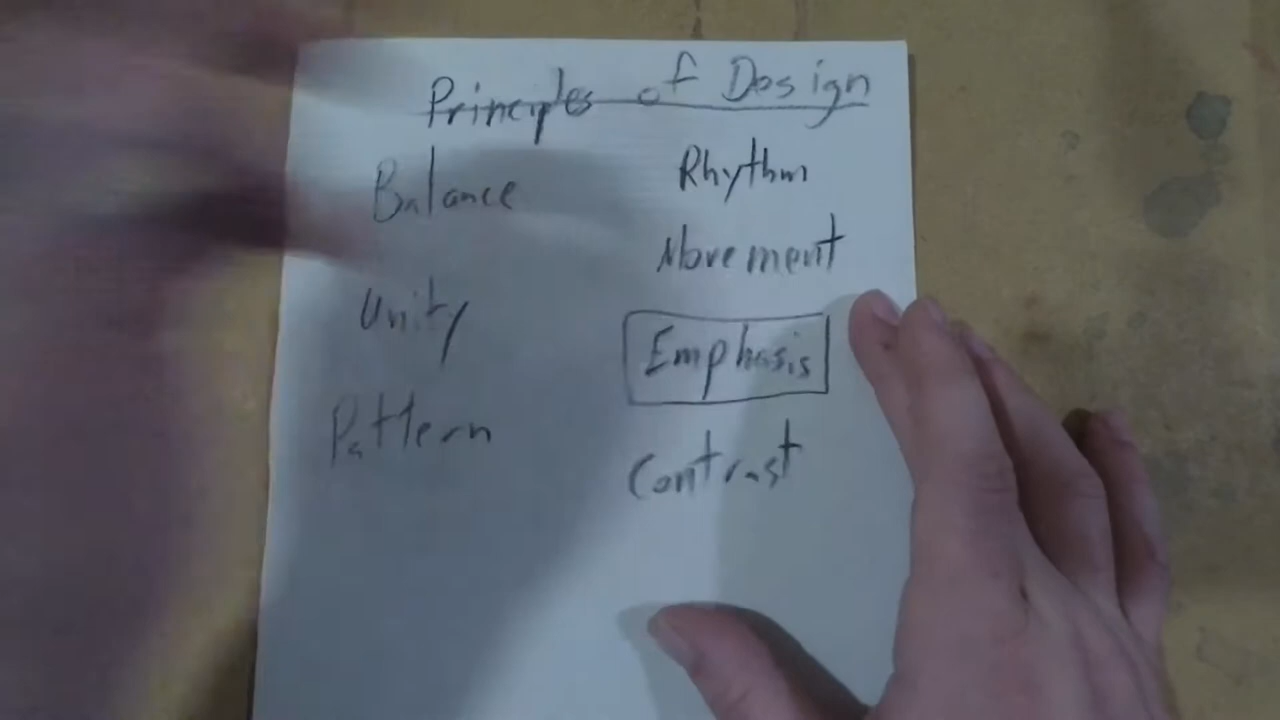 Principles of Design
Balance
Unity
Pattern
Rhythm
Movement
Emphasis
Contrast